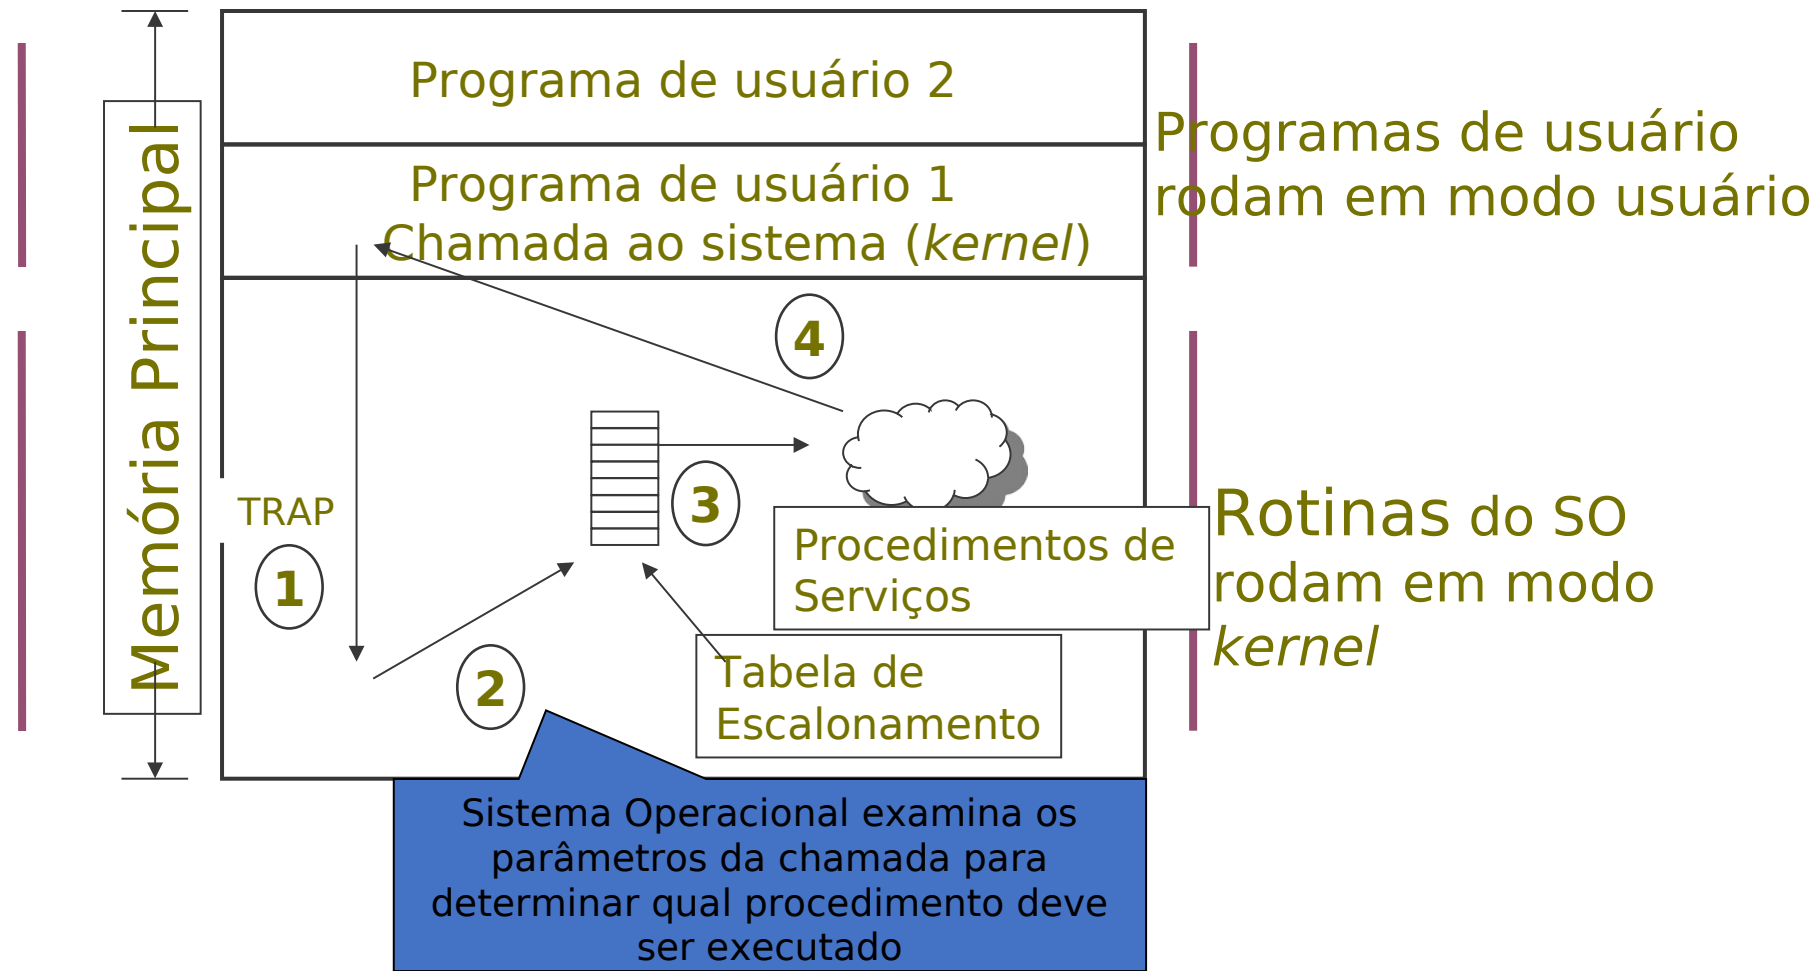 Programa de usuário 2
Programa de usuário 1
Chamada ao sistema (kernel)
Memória Principal
Programas de usuário
rodam em modo usuário
4
3
TRAP
1
2
Procedimentos de
Serviços
Tabela de
Escalonamento
Rotinas do SO
rodam em modo
kernel
Sistema Operacional examina os
parâmetros da chamada para
determinar qual procedimento deve
ser executado